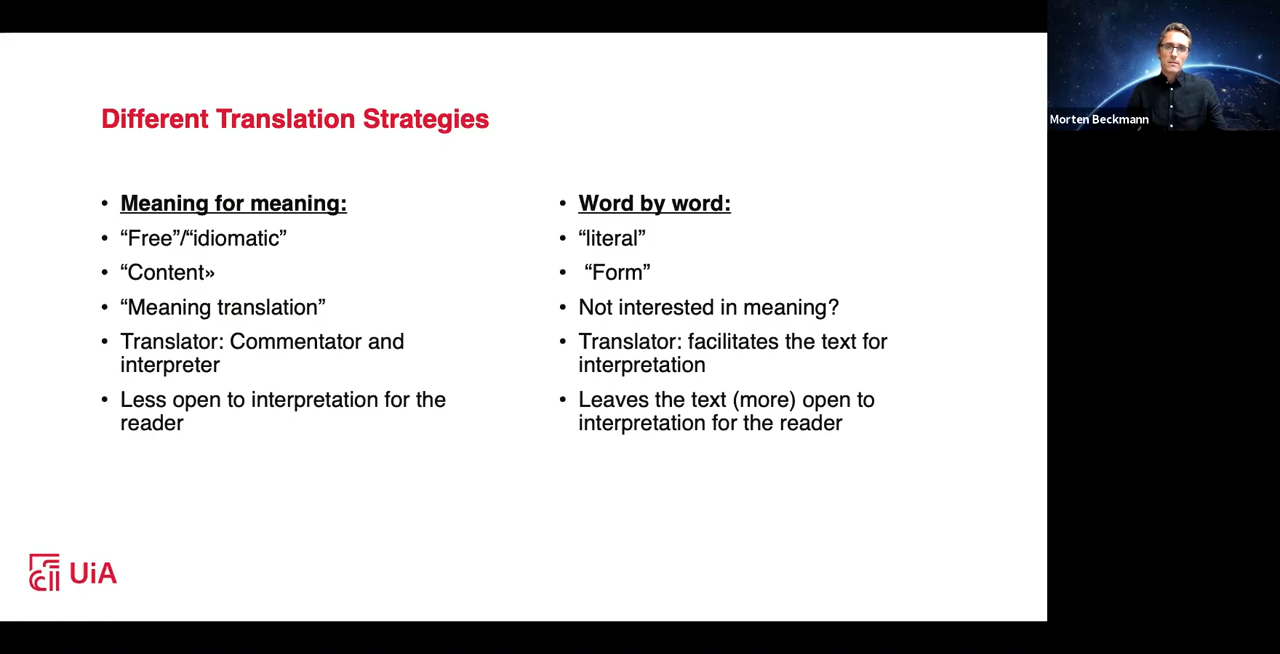 Different Translation Strategies
• Meaning for meaning:
• “Free”/“idiomatic”
• “Content»
• “Meaning translation”
• Translator: Commentator and
interpreter
• Less open to interpretation for the
reader
• Word by word:
• “literal”
• “Form”
• Not interested in meaning?
• Translator: facilitates the text for
interpretation
• Leaves the text (more) open to
interpretation for the reader
UiA
Morten Beckmann